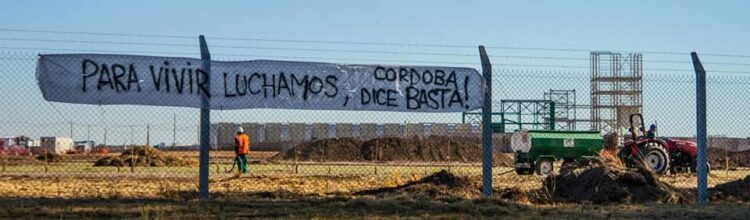 PARA VIVIR LUCHAMOS, CORDOBA
DICE BASTA!